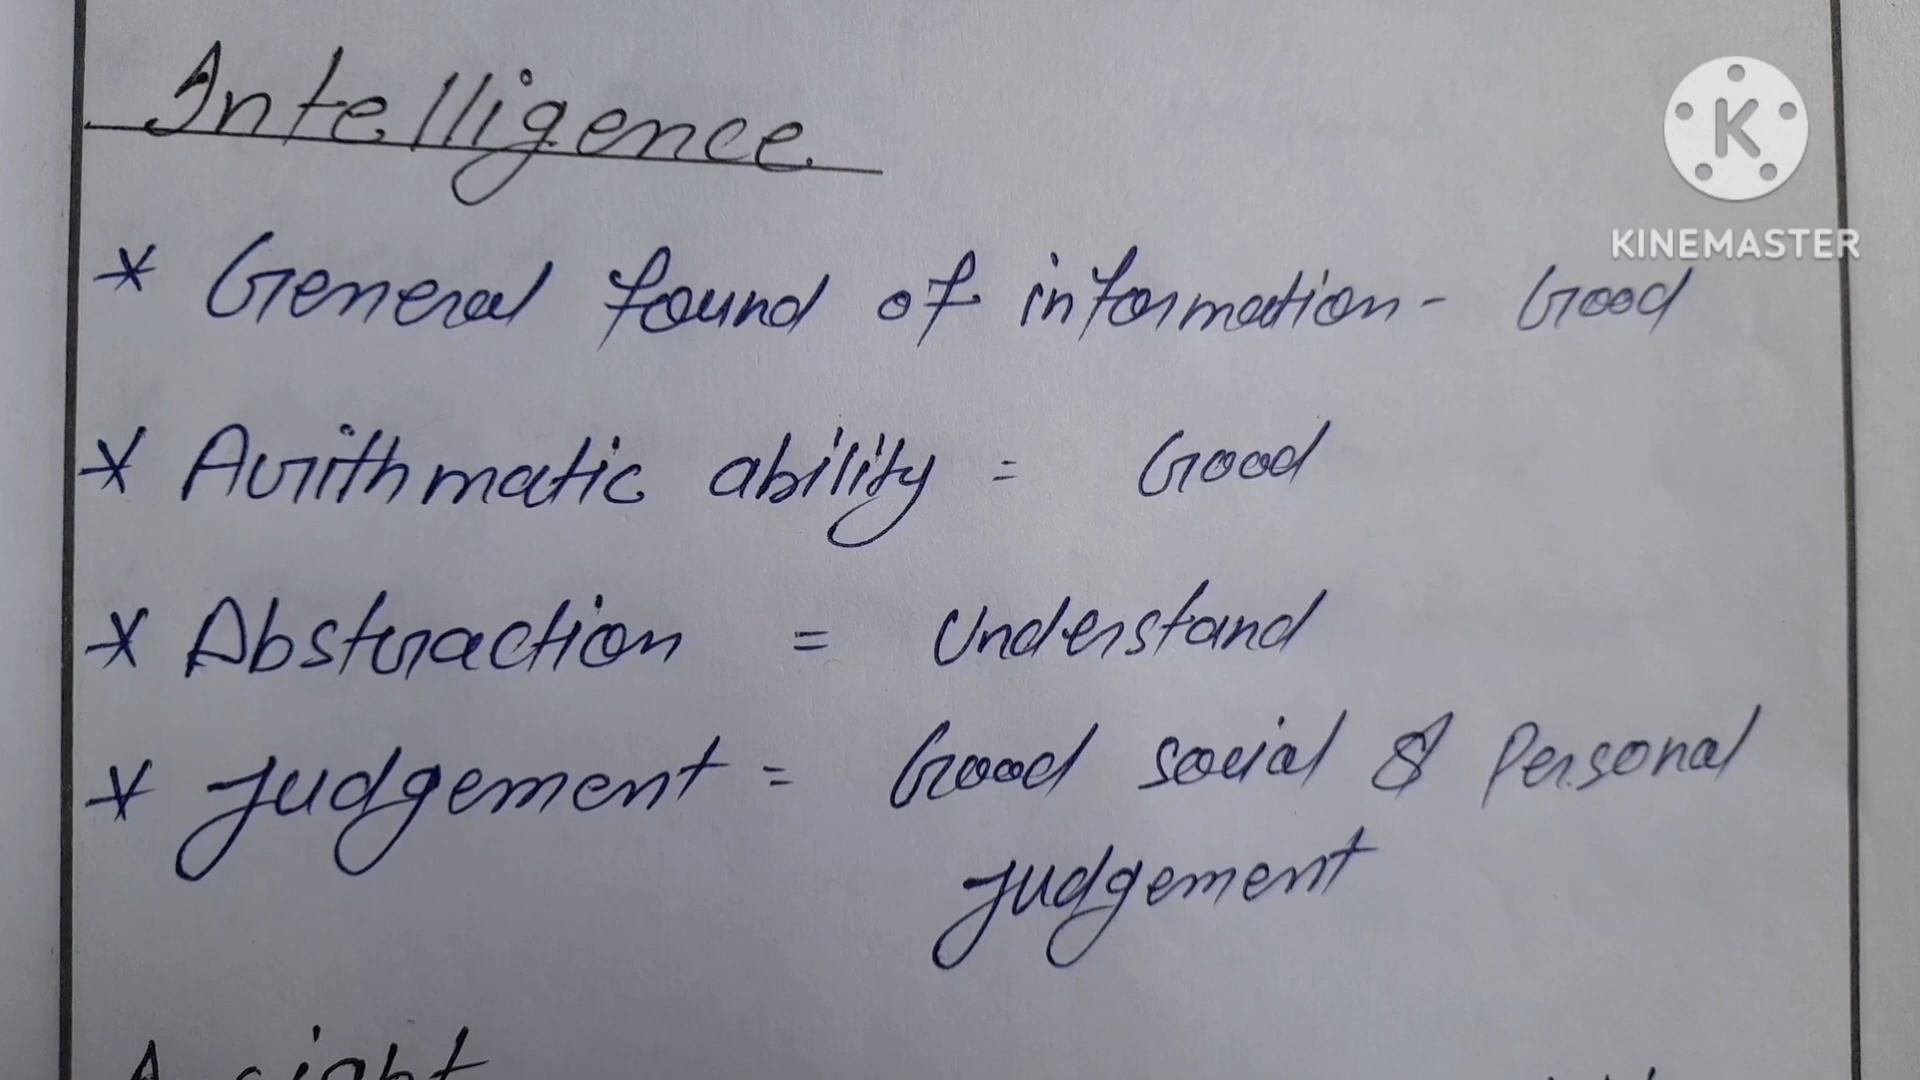 Intelligence
KINEMASTER
* General found of information - Good
* Arithmatic ability = Good
* Abstraction = Understand
* Judgement = Good social & Personal
Judgement